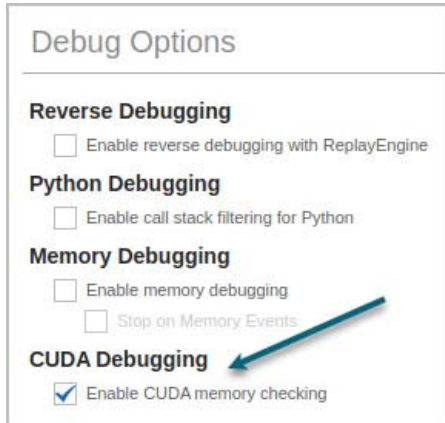 Debug Options
Reverse Debugging
Enable reverse debugging with ReplayEngine
Python Debugging
Enable call stack filtering for Python
Memory Debugging
Enable memory debugging
Stop on Memory Events
CUDA Debugging
Enable CUDA memory checking